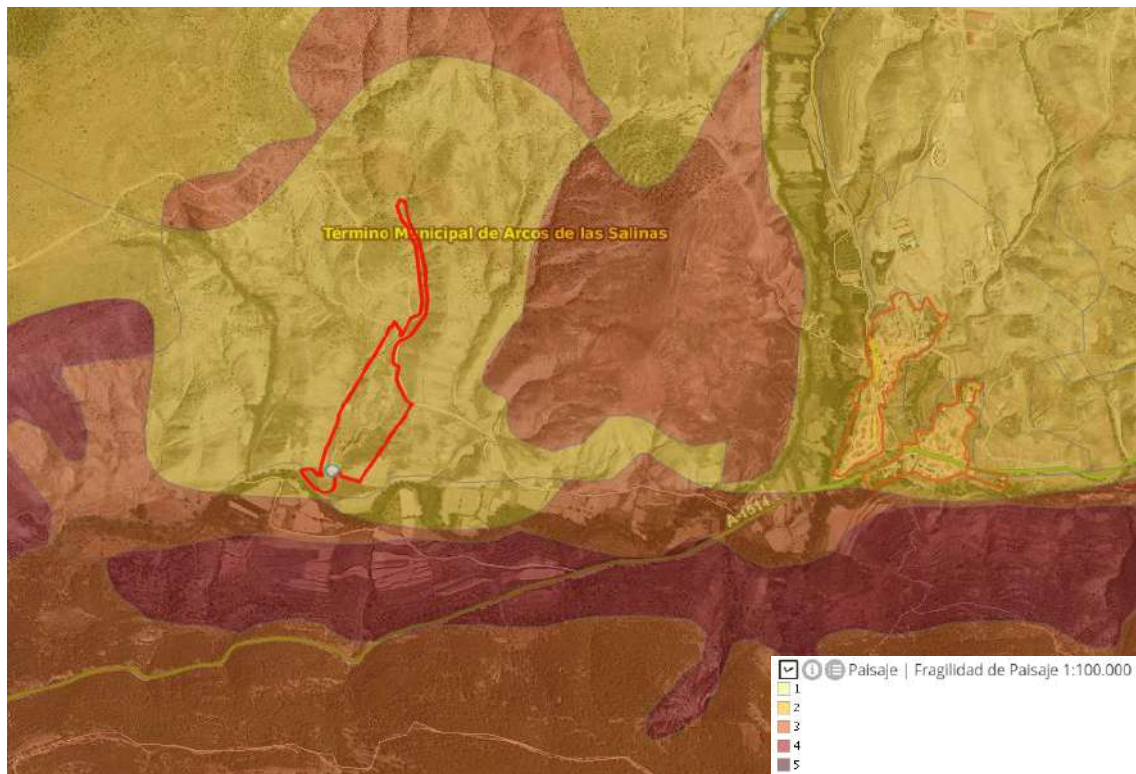 Término Municipal de Arcos de las Salinas
A-1514
Paisaje | Fragilidad de Paisaje 1:100.000
1
2
3
4
5